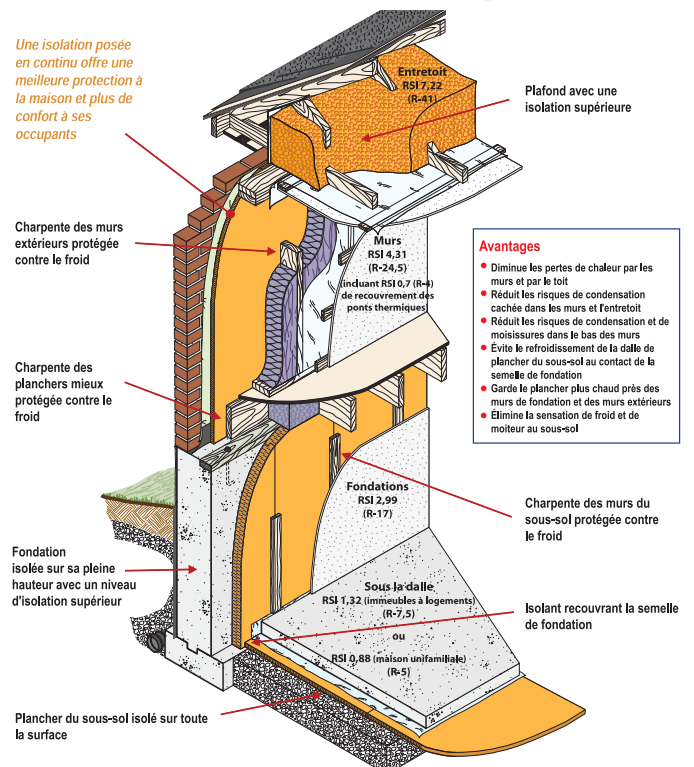 Une isolation posée
en continu offre une
meilleure protection à
la maison et plus de
confort à ses
occupants
Entretoit
RSI 7,22
(R-41)
Plafond avec une
isolation supérieure
Charpente des murs
extérieurs protégée
contre le froid
Murs
RSI 4,31
(R-24,5)
(incluant RSI 0,7 (R-4)
de recouvrement des
ponts thermiques)
Avantages
• Diminue les pertes de chaleur par les
murs et par le toit
• Réduit les risques de condensation
cachée dans les murs et l'entretoit
• Réduit les risques de condensation et de
moisissures dans le bas des murs
• Évite le refroidissement de la dalle de
plancher du sous-sol au contact de la
semelle de fondation
• Garde le plancher plus chaud près des
murs de fondation et des murs extérieurs
• Élimine la sensation de froid et de
moiteur au sous-sol
Charpente des
planchers mieux
protégée contre le
froid
Fondations
RSI 2,99
(R-17)
Charpente des murs du
sous-sol protégée contre
le froid
Fondation
isolée sur sa pleine
hauteur avec un niveau
d'isolation supérieur
Sous la dalle
RSI 1,32 (immeubles à logements)
(R-7,5)
ou
RSI 0,88 (maison unifamiliale)
(R-5)
Isolant recouvrant la semelle
de fondation
Plancher du sous-sol isolé sur toute
la surface